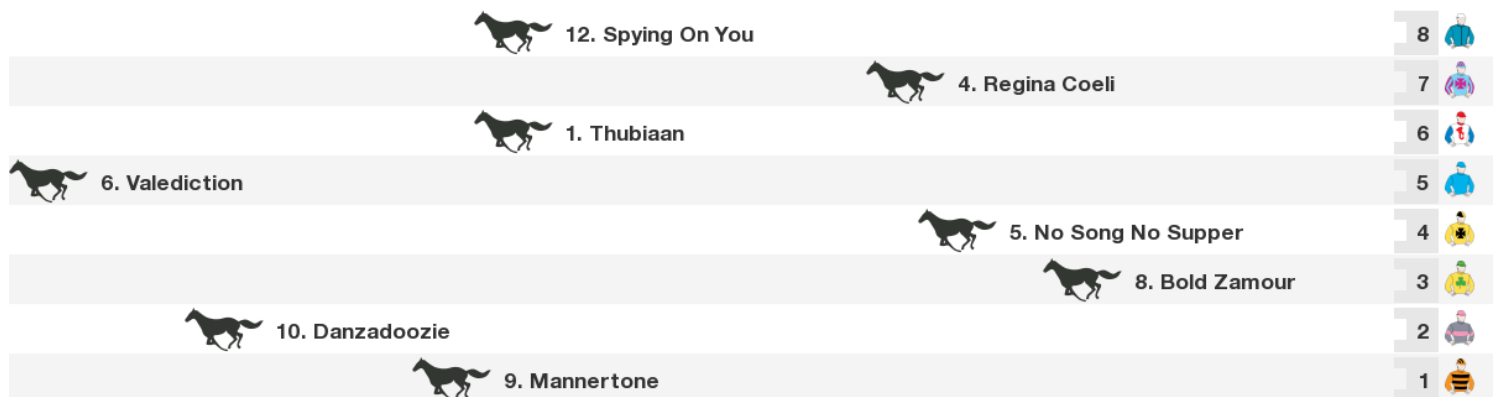 12. Spying On You 8
4. Regina Coeli 7
1. Thubiaan 6
6. Valediction 5
5. No Song No Supper 4
8. Bold Zamour 3
10. Danzadoozie 2
9. Mannertone 1